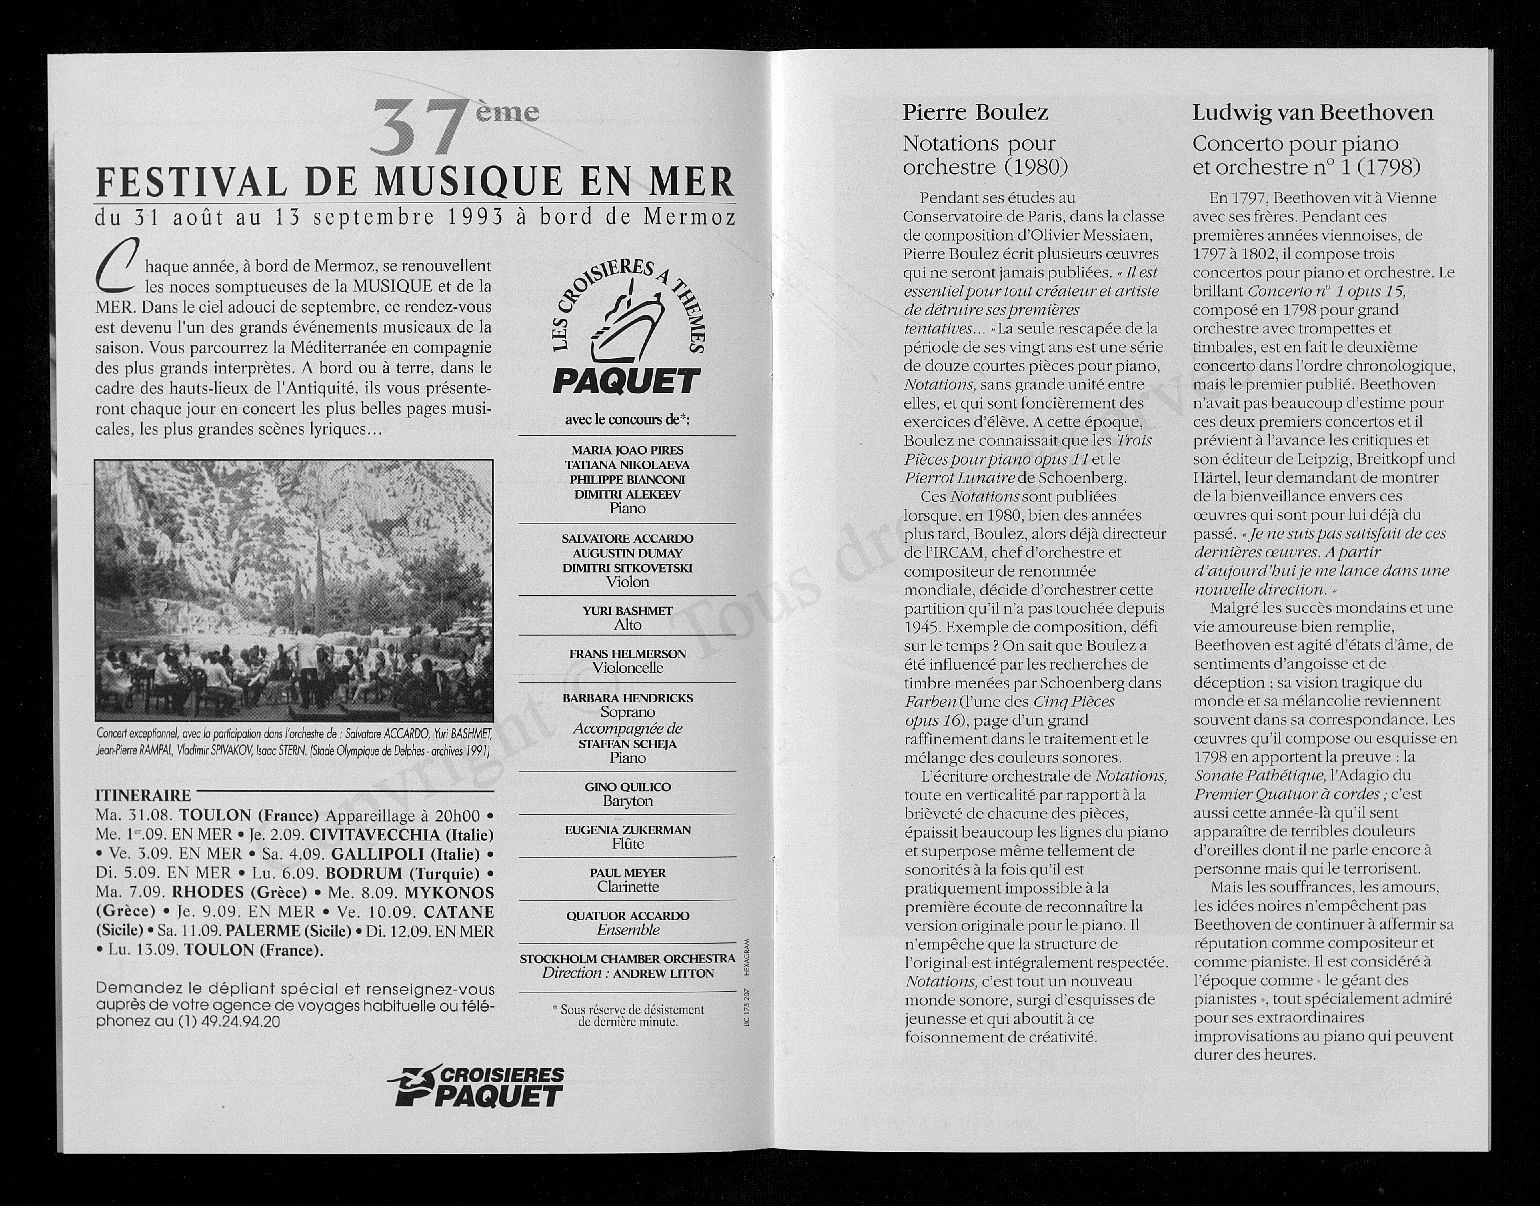 37ème
FESTIVAL DE MUSIQUE EN MER
du 31 août au 13 septembre 1993 à bord de Mermoz
Chaque année, à bord de Mermoz, se renouvellent
les noces somptueuses de la MUSIQUE et de la
MER. Dans le ciel adouci de septembre, ce rendez-vous
est devenu l'un des grands événements musicaux de la
saison. Vous parcourrez la Méditerranée en compagnie
des plus grands interprètes. A bord ou à terre, dans le
cadre des hauts-lieux de l'Antiquité, ils vous présente-
ront chaque jour en concert les plus belles pages musi-
cales, les plus grandes scènes lyriques...
Concert exceptionnel, avec la participation dans l'orchestre de : Salvatore ACCARDO, Yuri BASHMET,
Jean-Pierre RAMPAL, Vladimir SPIVAKOV, Isaac STERN. (Stade Olympique de Delphes - archives 1991)
ITINERAIRE
Ma. 31.08. TOULON (France) Appareillage à 20h00 •
Me. 1er.09. EN MER • Je. 2.09. CIVITAVECCHIA (Italie)
• Ve. 3.09. EN MER • Sa. 4.09. GALLIPOLI (Italie) •
Di. 5.09. EN MER • Lu. 6.09. BODRUM (Turquie) •
Ma. 7.09. RHODES (Grèce) • Me. 8.09. MYKONOS
(Grèce) • Je. 9.09. EN MER • Ve. 10.09. CATANE
(Sicile) • Sa. 11.09. PALERME (Sicile) • Di. 12.09. EN MER
• Lu. 13.09. TOULON (France).
Demandez le dépliant spécial et renseignez-vous
auprès de votre agence de voyages habituelle ou télé-
phonez au (1) 49.24.94.20
LES CROISIERES A THEMES
PAQUET
avec le concours de*:
MARIA JOAO PIRES
TATIANA NIKOLAEVA
PHILIPPE BIANCONI
DIMITRI ALEKEEV
Piano
SALVATORE ACCARDO
AUGUSTIN DUMAY
DIMITRI SITKOVETSKI
Violon
YURI BASHMET
Alto
FRANS HELMERSON
Violoncelle
BARBARA HENDRICKS
Soprano
Accompagnée de
STAFFAN SCHEJA
Piano
GINO QUILICO
Baryton
EUGENIA ZUKERMAN
Flûte
PAUL MEYER
Clarinette
QUATUOR ACCARDO
Ensemble
STOCKHOLM CHAMBER ORCHESTRA
Direction : ANDREW LITTON
* Sous réserve de désistement
de dernière minute.
LIC 175 207 HEXAGRAM
CROISIERES
PAQUET
Pierre Boulez
Notations pour
orchestre (1980)
Pendant ses études au
Conservatoire de Paris, dans la classe
de composition d'Olivier Messiaen,
Pierre Boulez écrit plusieurs œuvres
qui ne seront jamais publiées. « Il est
essentiel pour tout créateur et artiste
de détruire ses premières
tentatives... » La seule rescapée de la
période de ses vingt ans est une série
de douze courtes pièces pour piano,
Notations, sans grande unité entre
elles, et qui sont foncièrement des
exercices d'élève. A cette époque,
Boulez ne connaissait que les Trois
Pièces pour piano opus 11 et le
Pierrot Lunaire de Schoenberg.
Ces Notations sont publiées
lorsque, en 1980, bien des années
plus tard, Boulez, alors déjà directeur
de l'IRCAM, chef d'orchestre et
compositeur de renommée
mondiale, décide d'orchestrer cette
partition qu'il n'a pas touchée depuis
1945. Exemple de composition, défi
sur le temps ? On sait que Boulez a
été influencé par les recherches de
timbre menées par Schoenberg dans
Farben (l'une des Cinq Pièces
opus 16), page d'un grand
raffinement dans le traitement et le
mélange des couleurs sonores.
L'écriture orchestrale de Notations,
toute en verticalité par rapport à la
brièveté de chacune des pièces,
épaissit beaucoup les lignes du piano
et superpose même tellement de
sonorités à la fois qu'il est
pratiquement impossible à la
première écoute de reconnaître la
version originale pour le piano. Il
n'empêche que la structure de
l'original est intégralement respectée.
Notations, c'est tout un nouveau
monde sonore, surgi d'esquisses de
jeunesse et qui aboutit à ce
foisonnement de créativité.
Ludwig van Beethoven
Concerto pour piano
et orchestre n° 1 (1798)
En 1797, Beethoven vit à Vienne
avec ses frères. Pendant ces
premières années viennoises, de
1797 à 1802, il compose trois
concertos pour piano et orchestre. Le
brillant Concerto n° 1 opus 15,
composé en 1798 pour grand
orchestre avec trompettes et
timbales, est en fait le deuxième
concerto dans l'ordre chronologique,
mais le premier publié. Beethoven
n'avait pas beaucoup d'estime pour
ces deux premiers concertos et il
prévient à l'avance les critiques et
son éditeur de Leipzig, Breitkopf und
Härtel, leur demandant de montrer
de la bienveillance envers ces
œuvres qui sont pour lui déjà du
passé. « Je ne suis pas satisfait de ces
dernières œuvres. A partir
d'aujourd'hui je me lance dans une
nouvelle direction. »
Malgré les succès mondains et une
vie amoureuse bien remplie,
Beethoven est agité d'états d'âme, de
sentiments d'angoisse et de
déception : sa vision tragique du
monde et sa mélancolie reviennent
souvent dans sa correspondance. Les
œuvres qu'il compose ou esquisse en
1798 en apportent la preuve : la
Sonate Pathétique, l'Adagio du
Premier Quatuor à cordes ; c'est
aussi cette année-là qu'il sent
apparaître de terribles douleurs
d'oreilles dont il ne parle encore à
personne mais qui le terrorisent.
Mais les souffrances, les amours,
les idées noires n'empêchent pas
Beethoven de continuer à affermir sa
réputation comme compositeur et
comme pianiste. Il est considéré à
l'époque comme « le géant des
pianistes », tout spécialement admiré
pour ses extraordinaires
improvisations au piano qui peuvent
durer des heures.
Copyright © Tous